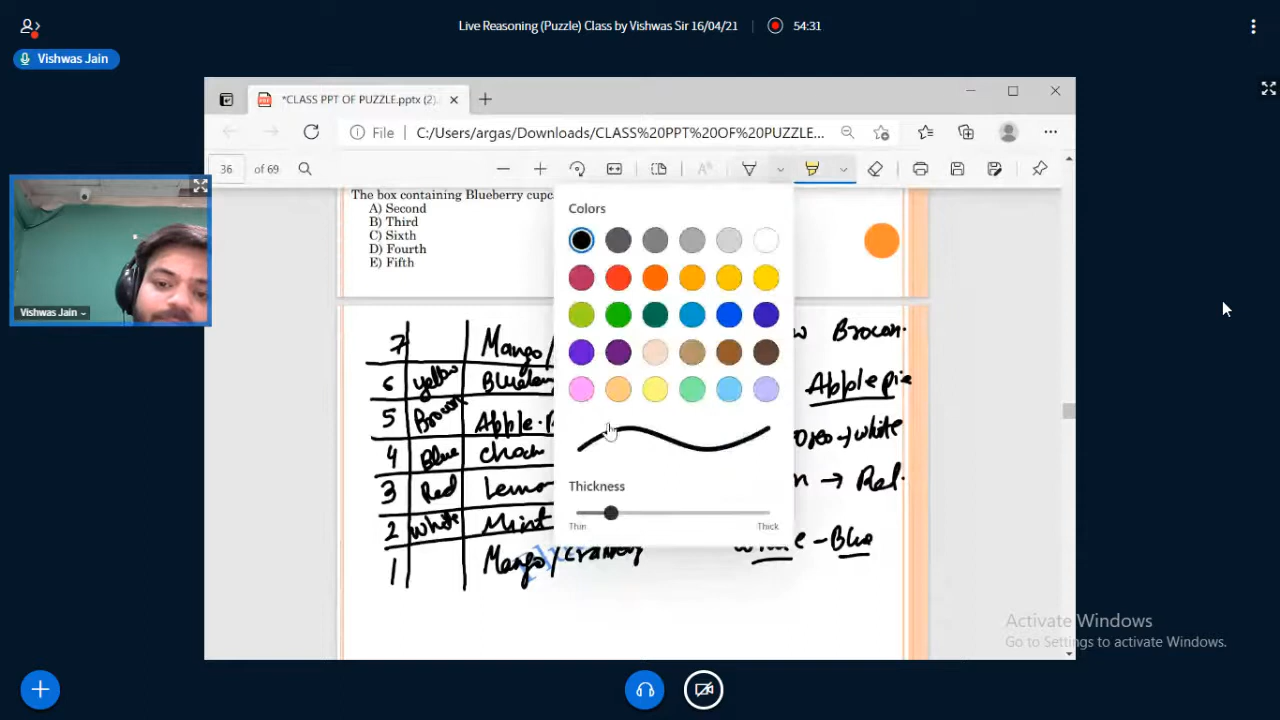 Live Reasoning (Puzzle) Class by Vishwas Sir 16/04/21
54:31
Vishwas Jain
*CLASS PPT OF PUZZLE.pptx (2).
File
C:/Users/argas/Downloads/CLASS%20PPT%20OF%20PUZZLE...
36 of 69
The box containing Blueberry cupc
A) Second
B) Third
C) Sixth
D) Fourth
E) Fifth
Colors
Thickness
Thin
Thick
Vishwas Jain
7 Mango/
6 yellow
5 Brown Apple.
4 Blue
3 Red Lemo
2 white Mint
1 Mango/
Apple pie
→ white
→ Red.
- Blue
Activate Windows
Go to Settings to activate Windows.